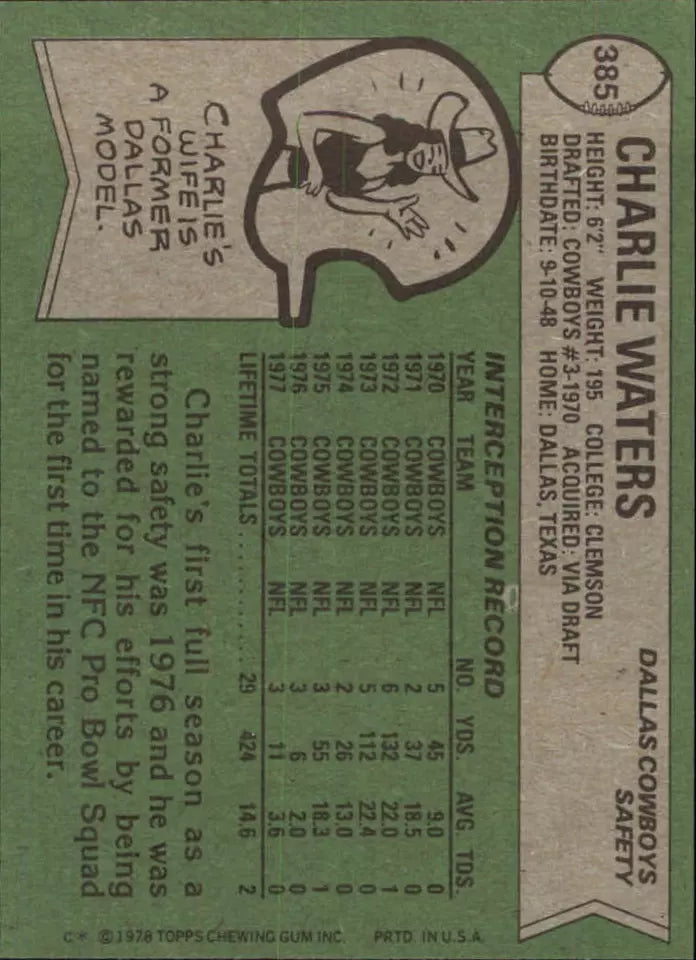 385
CHARLIE WATERS
DALLAS COWBOYS
SAFETY
HEIGHT: 6'2" WEIGHT: 195 COLLEGE: CLEMSON
DRAFTED: COWBOYS #3-1970 ACQUIRED: VIA DRAFT
BIRTHDATE: 9-10-48 HOME: DALLAS, TEXAS
CHARLIE'S
WIFE IS
A FORMER
DALLAS
MODEL.
INTERCEPTION RECORD
YEAR TEAM NO. YDS. AVG. TDS.
1970 COWBOYS NFL 5 45 9.0 0
1971 COWBOYS NFL 2 37 18.5 0
1972 COWBOYS NFL 6 132 22.0 1
1973 COWBOYS NFL 5 112 22.4 0
1974 COWBOYS NFL 2 26 13.0 0
1975 COWBOYS NFL 3 55 18.3 1
1976 COWBOYS NFL 3 6 2.0 0
1977 COWBOYS NFL 3 11 3.6 0
LIFETIME TOTALS ............ 29 424 14.6 2
Charlie's first full season as a
strong safety was 1976 and he was
rewarded for his efforts by being
named to the NFC Pro Bowl Squad
for the first time in his career.
C* ©1978 TOPPS CHEWING GUM INC. PRTD. IN U.S.A.